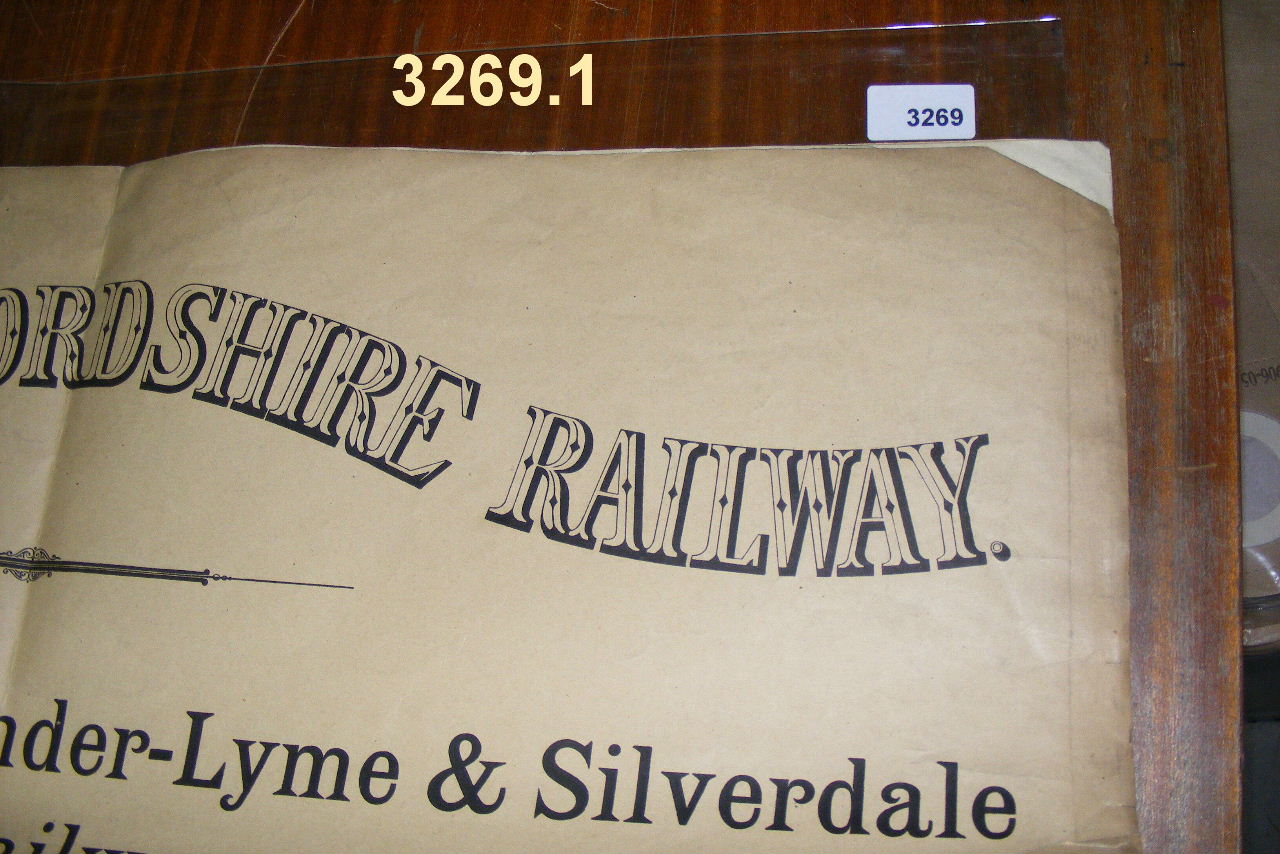 3269.1
3269
ORDSHIRE RAILWAY.
nder-Lyme & Silverdale